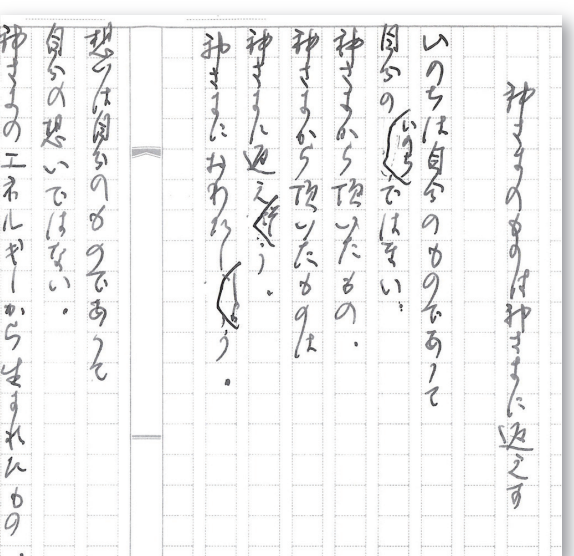 神さまのものは神さまに返えす
いのちは自分のものであって
自分のいのちではない。
神さまから頂いたもの。
神さまから頂いたものは
神さまに返えそう。
神さまにおわたししよう。
想いは自分のものであって
自分の想いではない。
神さまのエネルギーから生まれたもの。